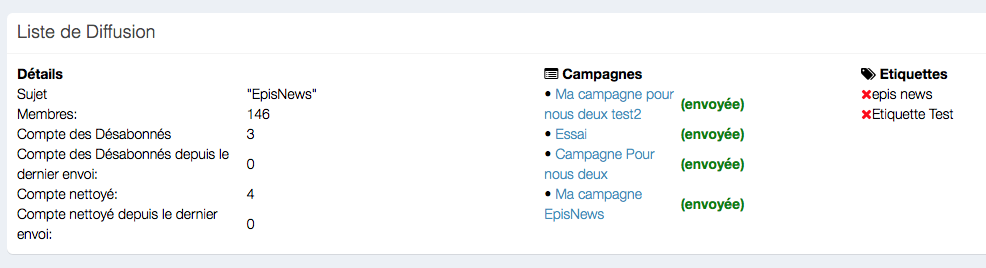 Liste de Diffusion
Détails
Sujet "EpisNews"
Membres: 146
Compte des Désabonnés 3
Compte des Désabonnés depuis le
dernier envoi: 0
Compte nettoyé: 4
Compte nettoyé depuis le dernier
envoi: 0
Campagnes
• Ma campagne pour
nous deux test2 (envoyée)
• Essai (envoyée)
• Campagne Pour
nous deux (envoyée)
• Ma campagne
EpisNews (envoyée)
Etiquettes
epis news
Etiquette Test